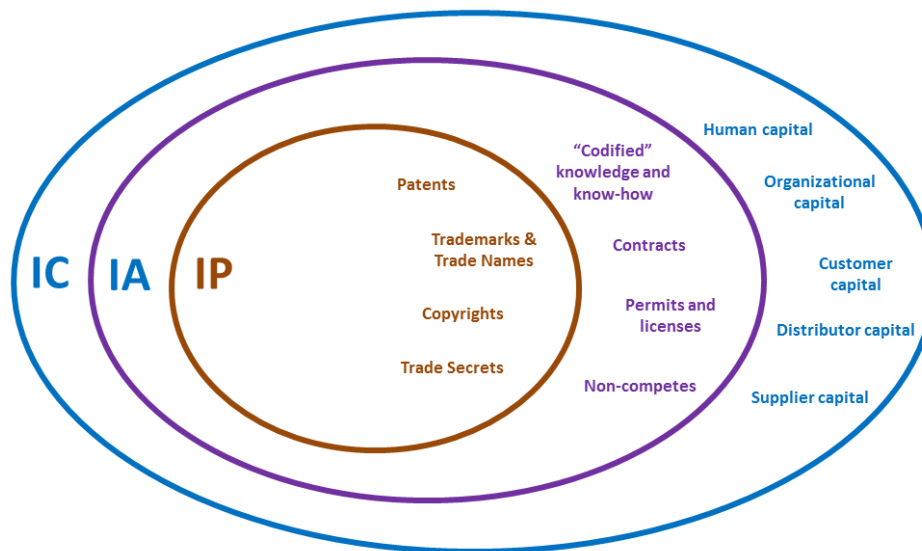 IC
IA
IP
Patents
Trademarks &
Trade Names
Copyrights
Trade Secrets
“Codified”
knowledge and
know-how
Contracts
Permits and
licenses
Non-competes
Human capital
Organizational
capital
Customer
capital
Distributor capital
Supplier capital